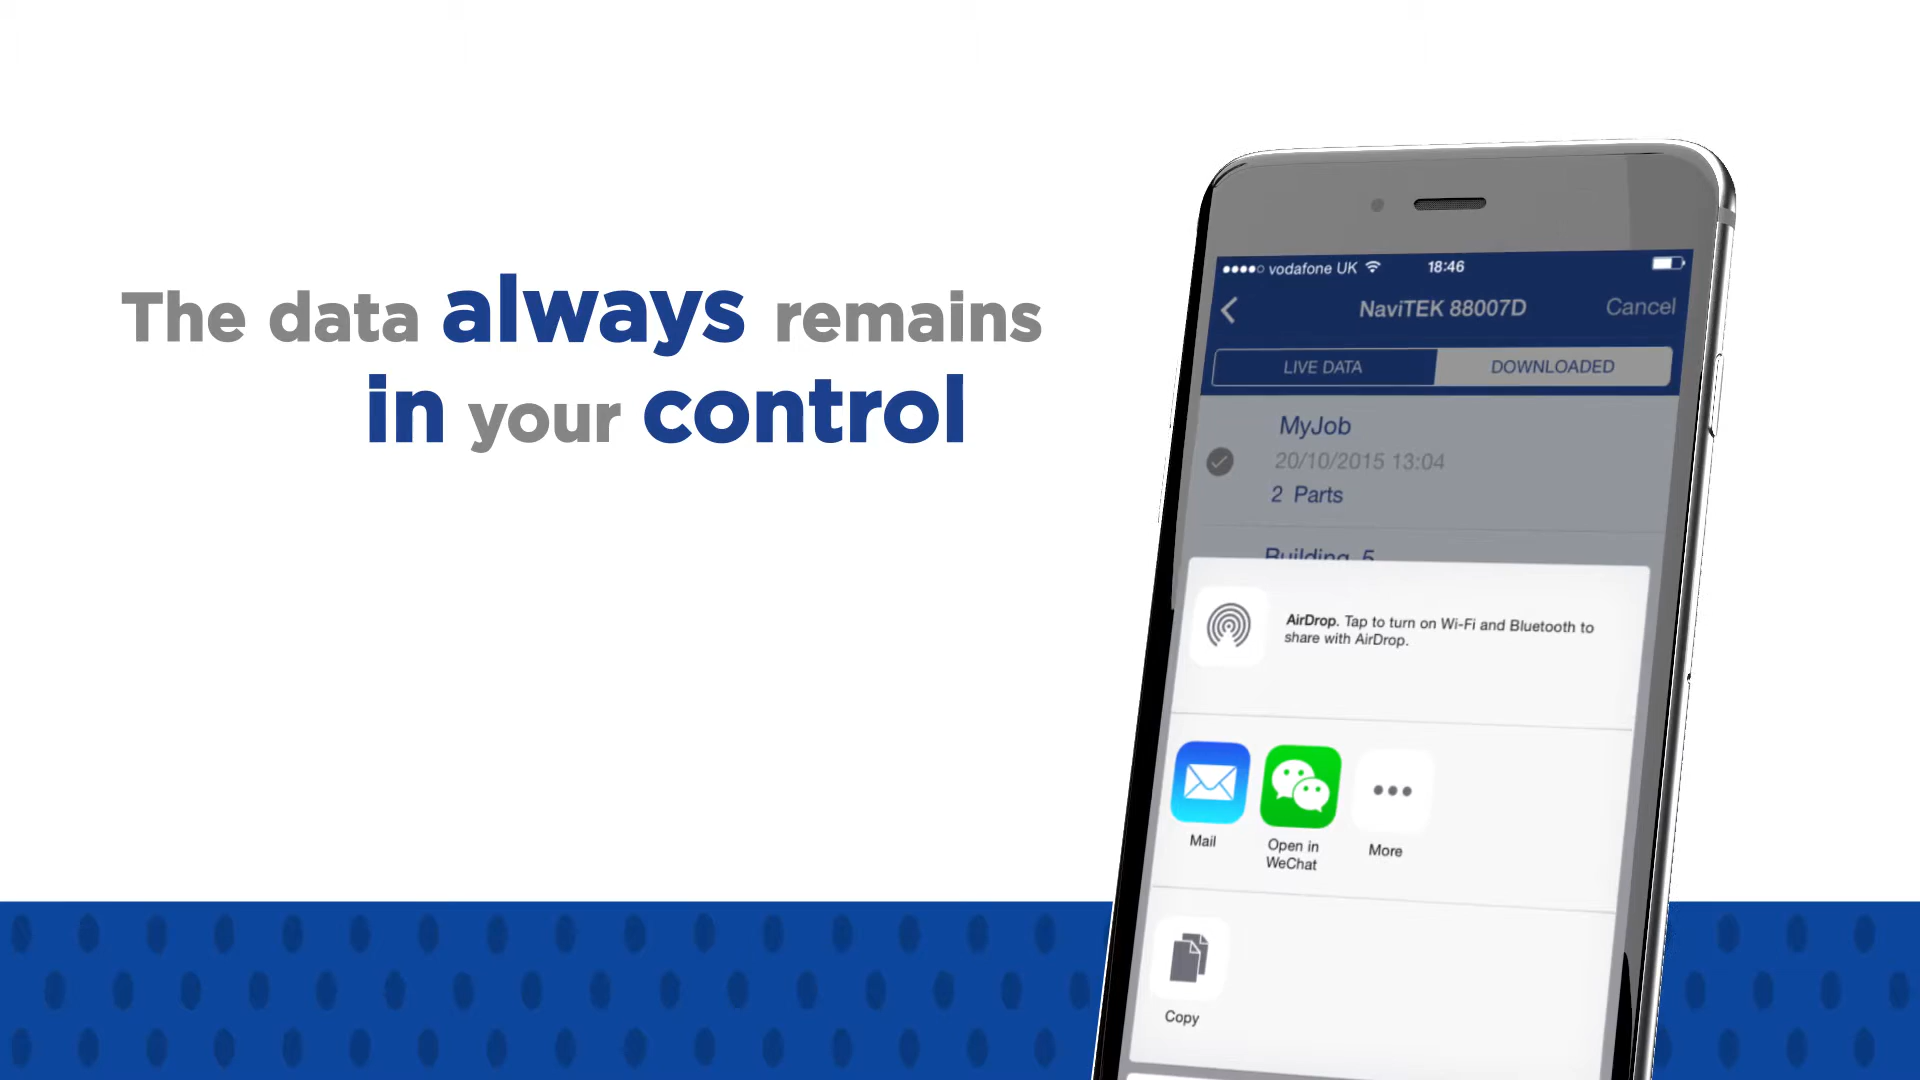 The data always remains
in your control
vodafone UK 18:46
NaviTEK 88007D Cancel
LIVE DATA DOWNLOADED
MyJob
20/10/2015 13:04
2 Parts
Building 5
AirDrop. Tap to turn on Wi-Fi and Bluetooth to
share with AirDrop.
Mail
Open in
WeChat
More
Copy